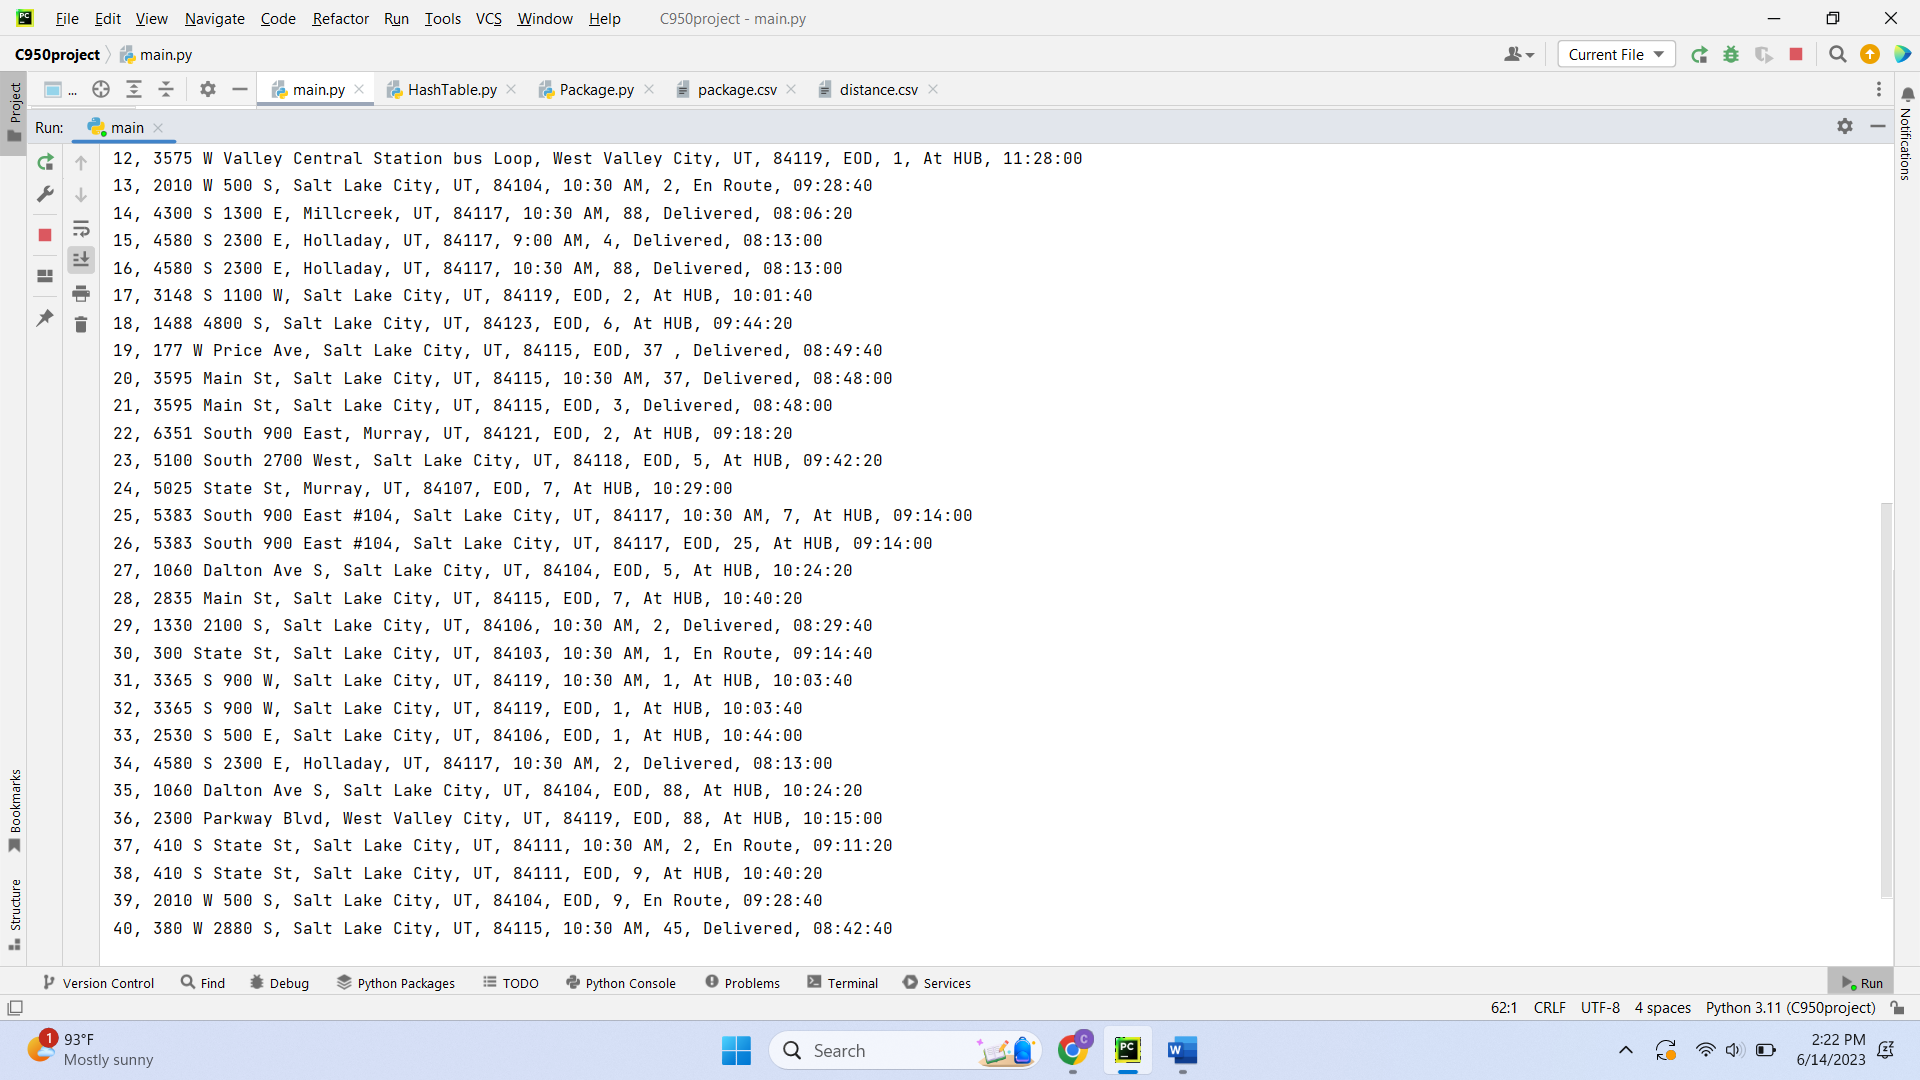 File Edit View Navigate Code Refactor Run Tools VCS Window Help C950project - main.py
C950project main.py Current File
... main.py HashTable.py Package.py package.csv distance.csv
Project
Notifications
Run: main
12, 3575 W Valley Central Station bus Loop, West Valley City, UT, 84119, EOD, 1, At HUB, 11:28:00
13, 2010 W 500 S, Salt Lake City, UT, 84104, 10:30 AM, 2, En Route, 09:28:40
14, 4300 S 1300 E, Millcreek, UT, 84117, 10:30 AM, 88, Delivered, 08:06:20
15, 4580 S 2300 E, Holladay, UT, 84117, 9:00 AM, 4, Delivered, 08:13:00
16, 4580 S 2300 E, Holladay, UT, 84117, 10:30 AM, 88, Delivered, 08:13:00
17, 3148 S 1100 W, Salt Lake City, UT, 84119, EOD, 2, At HUB, 10:01:40
18, 1488 4800 S, Salt Lake City, UT, 84123, EOD, 6, At HUB, 09:44:20
19, 177 W Price Ave, Salt Lake City, UT, 84115, EOD, 37 , Delivered, 08:49:40
20, 3595 Main St, Salt Lake City, UT, 84115, 10:30 AM, 37, Delivered, 08:48:00
21, 3595 Main St, Salt Lake City, UT, 84115, EOD, 3, Delivered, 08:48:00
22, 6351 South 900 East, Murray, UT, 84121, EOD, 2, At HUB, 09:18:20
23, 5100 South 2700 West, Salt Lake City, UT, 84118, EOD, 5, At HUB, 09:42:20
24, 5025 State St, Murray, UT, 84107, EOD, 7, At HUB, 10:29:00
25, 5383 South 900 East #104, Salt Lake City, UT, 84117, 10:30 AM, 7, At HUB, 09:14:00
26, 5383 South 900 East #104, Salt Lake City, UT, 84117, EOD, 25, At HUB, 09:14:00
27, 1060 Dalton Ave S, Salt Lake City, UT, 84104, EOD, 5, At HUB, 10:24:20
28, 2835 Main St, Salt Lake City, UT, 84115, EOD, 7, At HUB, 10:40:20
29, 1330 2100 S, Salt Lake City, UT, 84106, 10:30 AM, 2, Delivered, 08:29:40
30, 300 State St, Salt Lake City, UT, 84103, 10:30 AM, 1, En Route, 09:14:40
31, 3365 S 900 W, Salt Lake City, UT, 84119, 10:30 AM, 1, At HUB, 10:03:40
32, 3365 S 900 W, Salt Lake City, UT, 84119, EOD, 1, At HUB, 10:03:40
33, 2530 S 500 E, Salt Lake City, UT, 84106, EOD, 1, At HUB, 10:44:00
34, 4580 S 2300 E, Holladay, UT, 84117, 10:30 AM, 2, Delivered, 08:13:00
35, 1060 Dalton Ave S, Salt Lake City, UT, 84104, EOD, 88, At HUB, 10:24:20
36, 2300 Parkway Blvd, West Valley City, UT, 84119, EOD, 88, At HUB, 10:15:00
37, 410 S State St, Salt Lake City, UT, 84111, 10:30 AM, 2, En Route, 09:11:20
38, 410 S State St, Salt Lake City, UT, 84111, EOD, 9, At HUB, 10:40:20
39, 2010 W 500 S, Salt Lake City, UT, 84104, EOD, 9, En Route, 09:28:40
40, 380 W 2880 S, Salt Lake City, UT, 84115, 10:30 AM, 45, Delivered, 08:42:40
Bookmarks
Structure
Version Control Find Debug Python Packages TODO Python Console Problems Terminal Services Run
62:1 CRLF UTF-8 4 spaces Python 3.11 (C950project)
1 93°F
Mostly sunny
Search
C
PC
W
2:22 PM
6/14/2023